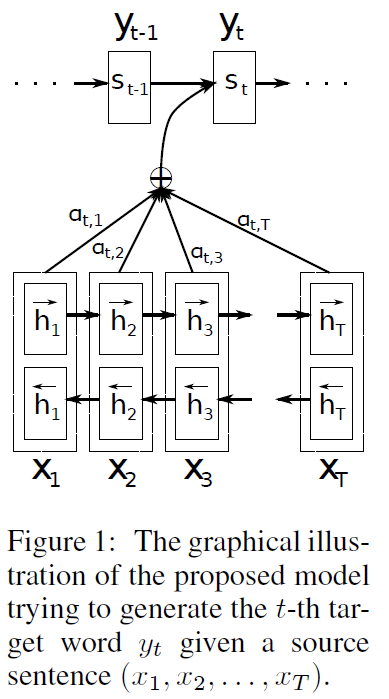 y_{t-1} y_t
. . . s_{t-1} s_t . . .
a_{t,1} a_{t,2} a_{t,3} a_{t,T}
→h_1 →h_2 →h_3 →h_T
←h_1 ←h_2 ←h_3 ←h_T
x_1 x_2 x_3 x_T
Figure 1: The graphical illus-
tration of the proposed model
trying to generate the t-th tar-
get word y_t given a source
sentence (x_1, x_2, . . . , x_T).